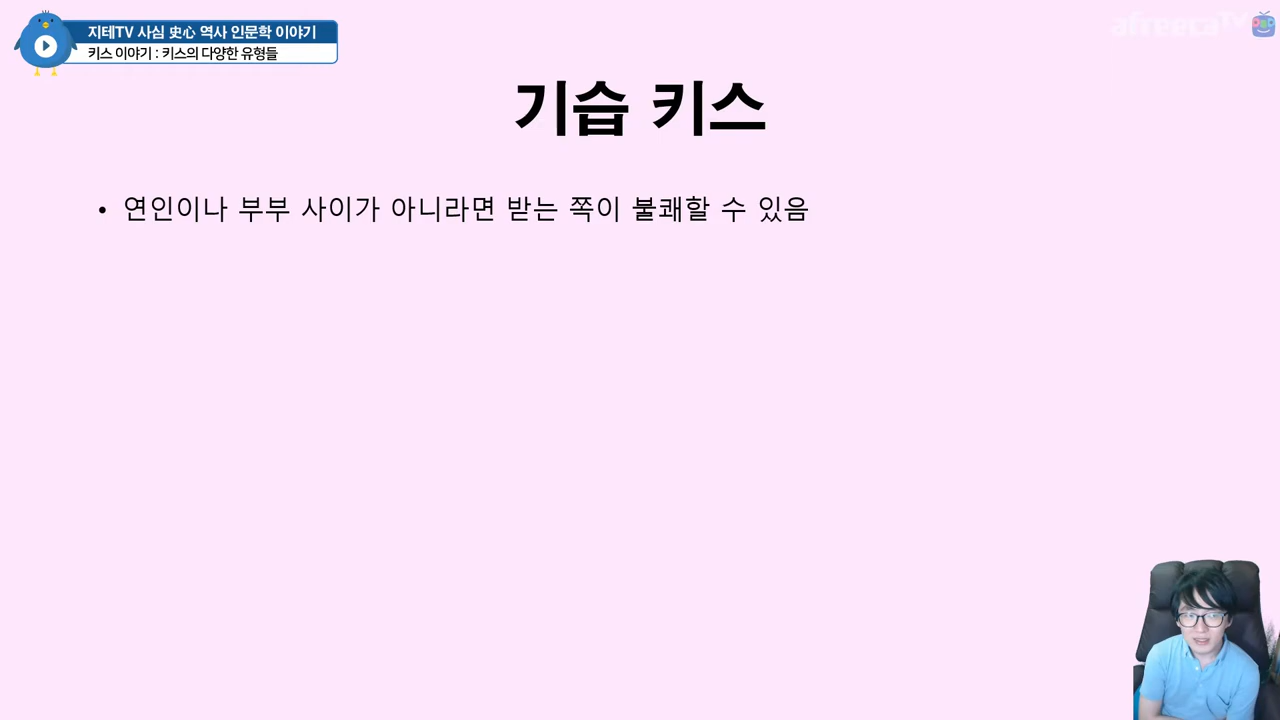 지테TV 사심 史心 역사 인문학 이야기
키스 이야기 : 키스의 다양한 유형들
afreecaTV
기습 키스
• 연인이나 부부 사이가 아니라면 받는 쪽이 불쾌할 수 있음